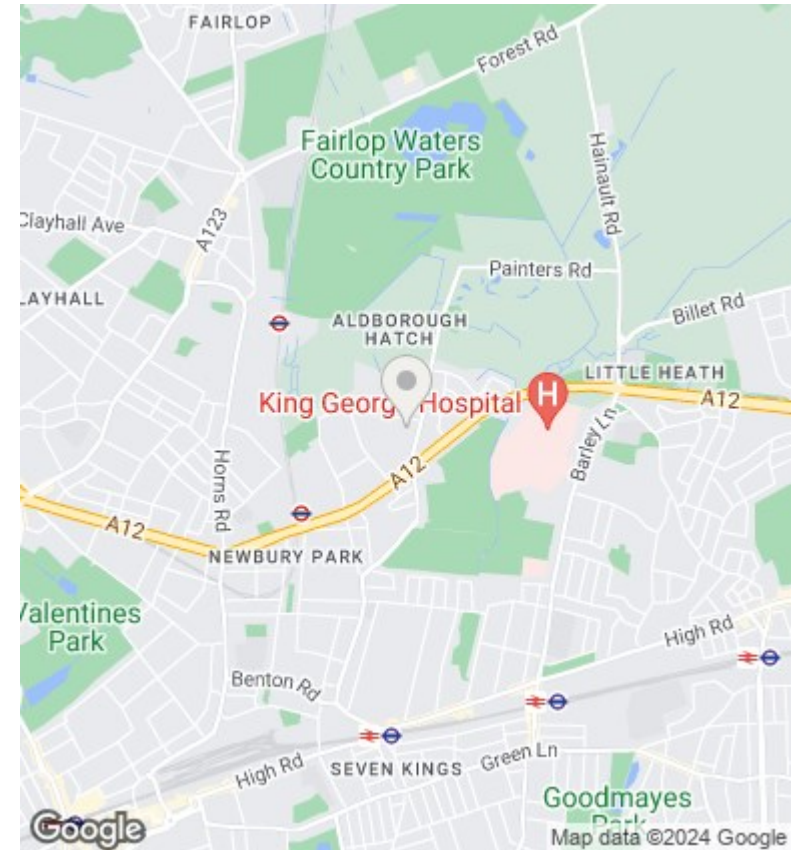 FAIRLOP
Forest Rd
Fairlop Waters
Country Park
Hainault Rd
A123
Clayhall Ave
Painters Rd
LAYHALL
ALDBOROUGH
HATCH
Billet Rd
LITTLE HEATH
King George Hospital
H
A12
Barley Ln
A12
Horns Rd
A12
NEWBURY PARK
Valentines
Park
High Rd
Benton Rd
High Rd
SEVEN KINGS
Green Ln
Goodmayes
Park
Google
Map data ©2024 Google